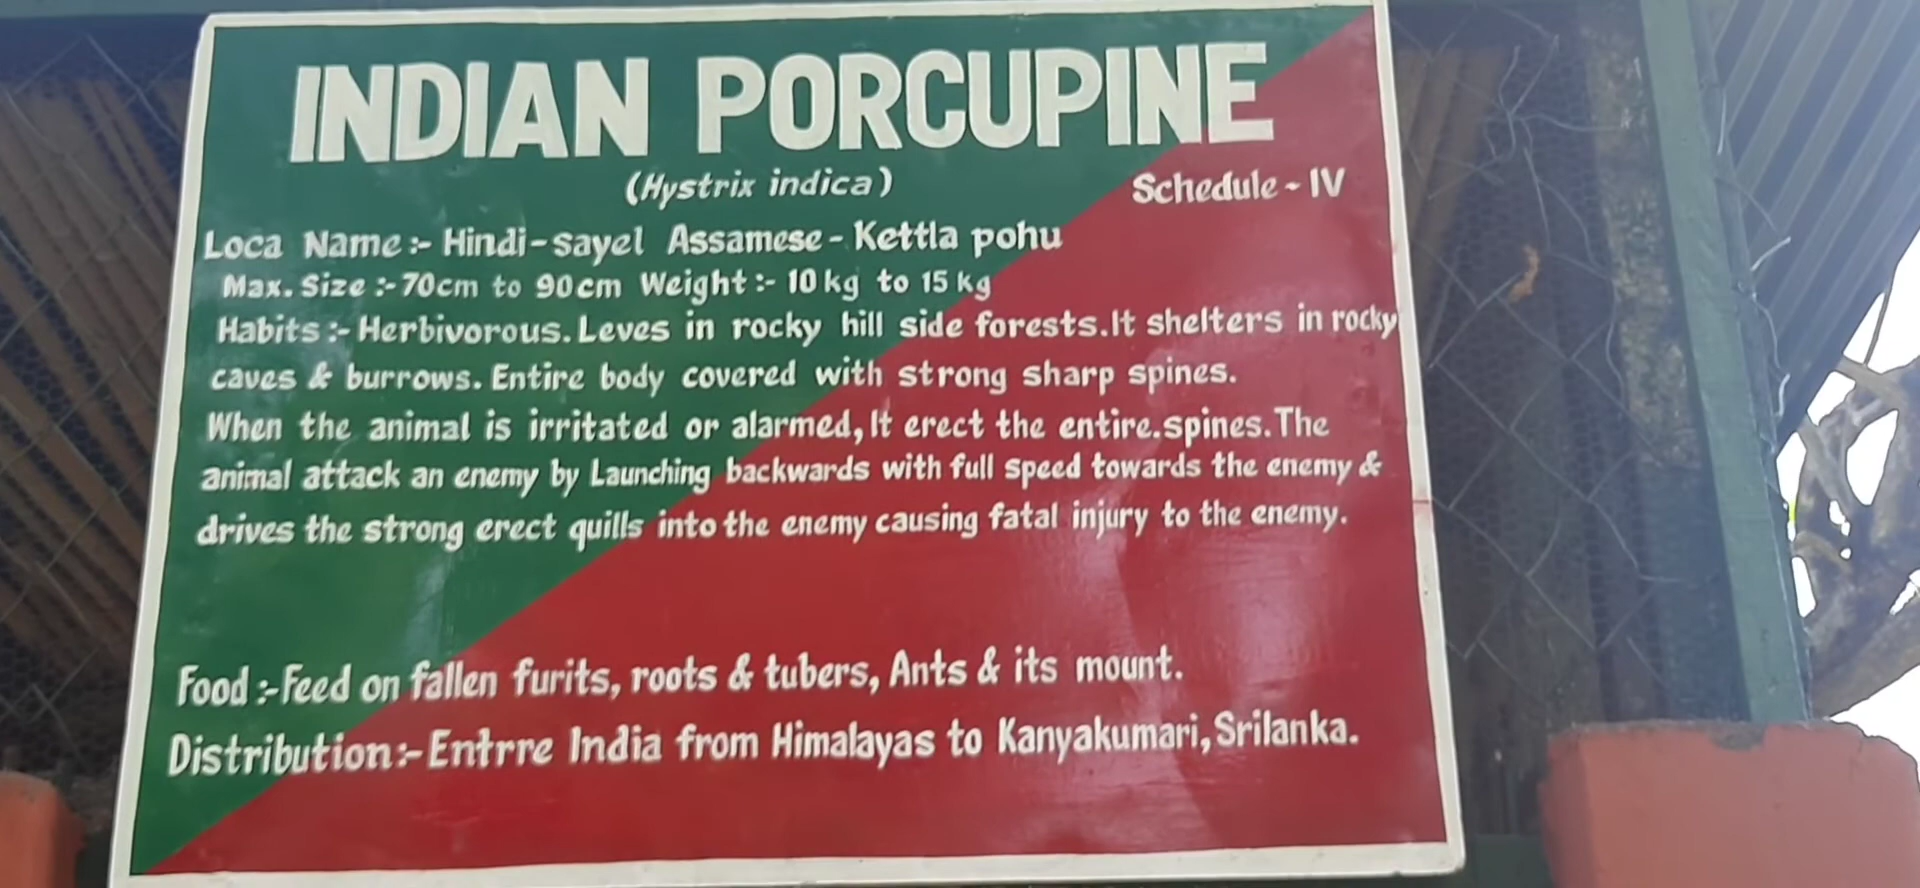 INDIAN PORCUPINE
(Hystrix indica)
Schedule - IV
Loca Name :- Hindi-sayel Assamese - Kettla pohu
Max. Size :- 70cm to 90cm Weight :- 10 kg to 15 kg
Habits :- Herbivorous. Leves in rocky hill side forests. It shelters in rocky
caves & burrows. Entire body covered with strong sharp spines.
When the animal is irritated or alarmed, It erect the entire.spines. The
animal attack an enemy by Launching backwards with full speed towards the enemy &
drives the strong erect quills into the enemy causing fatal injury to the enemy.
Food :- Feed on fallen furits, roots & tubers, Ants & its mount.
Distribution :- Entrre India from Himalayas to Kanyakumari, Srilanka.